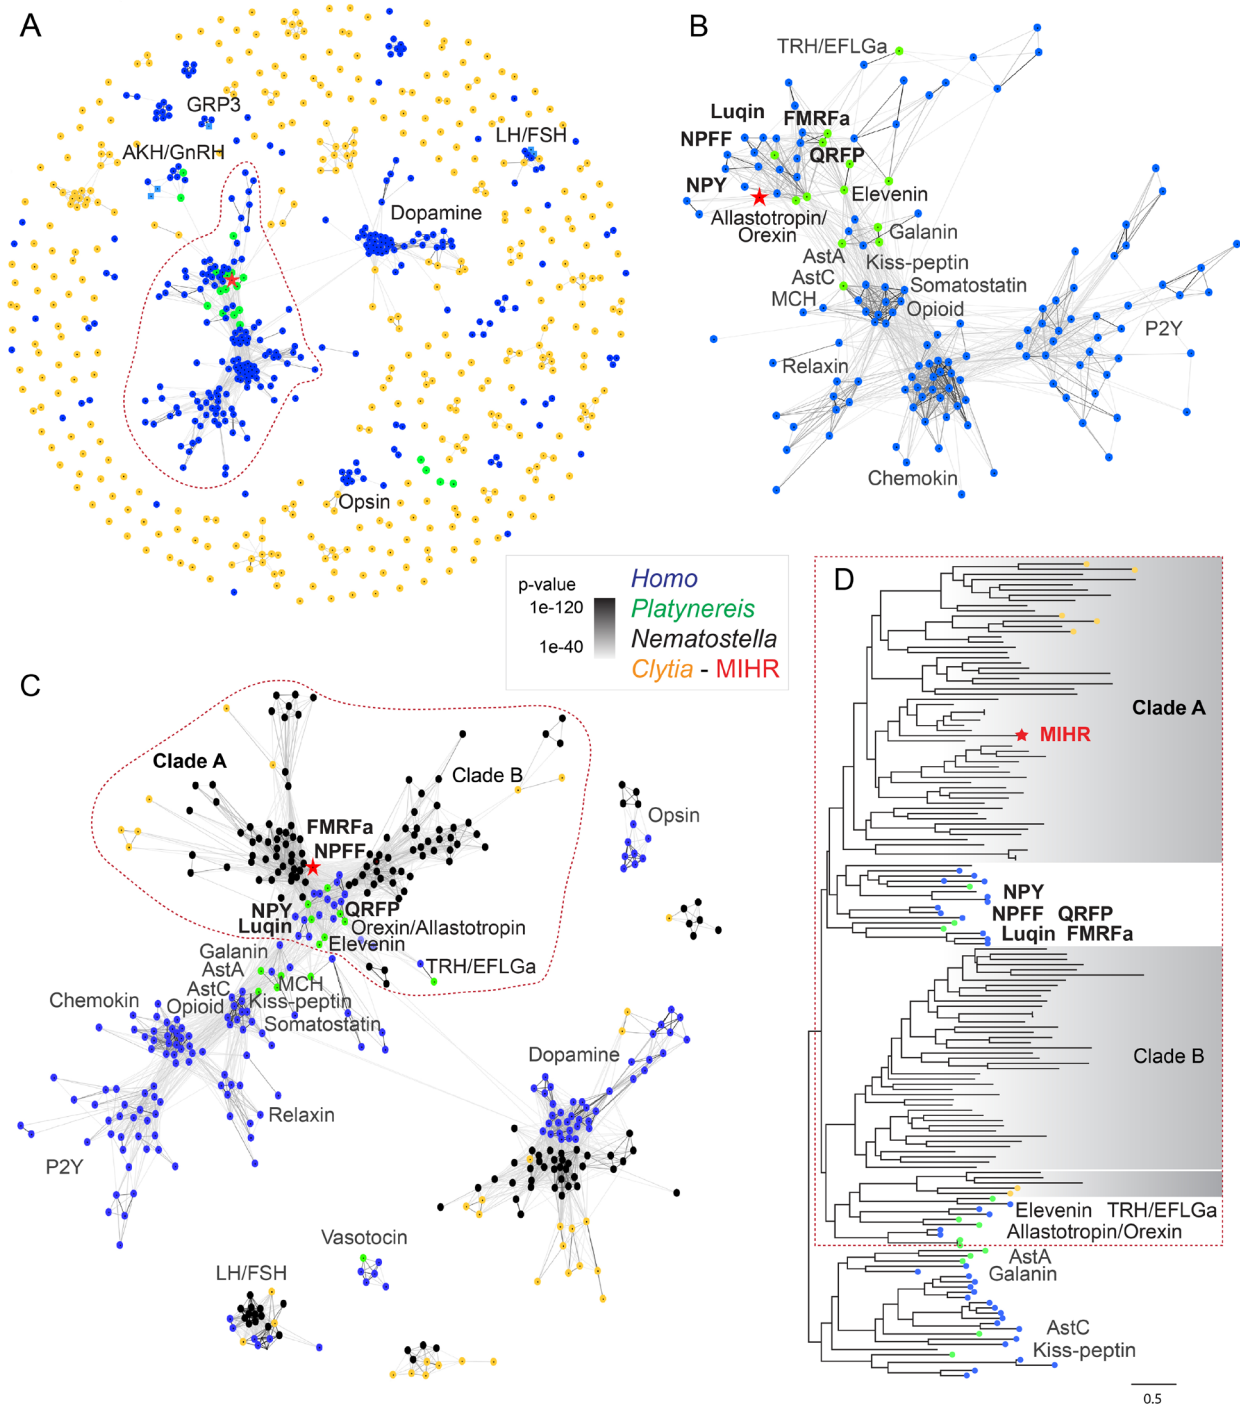 A
GRP3
AKH/GnRH
LH/FSH
Dopamine
Opsin
B
TRH/EFLGa
Luqin
FMRFa
NPFF
QRFP
NPY
Elevenin
Allastotropin/
Orexin
Galanin
AstA
Kiss-peptin
AstC
Somatostatin
MCH
Opioid
P2Y
Relaxin
Chemokin
p-value
1e-120
1e-40
Homo
Platynereis
Nematostella
Clytia - MIHR
C
Clade A
Clade B
FMRFa
NPFF
Opsin
NPY
QRFP
Luqin
Orexin/Allastotropin
Elevenin
Galanin
TRH/EFLGa
AstA
MCH
AstC
Kiss-peptin
Chemokin
Opioid
Somatostatin
Dopamine
Relaxin
P2Y
Vasotocin
LH/FSH
D
Clade A
MIHR
NPY
NPFF QRFP
Luqin FMRFa
Clade B
Elevenin TRH/EFLGa
Allastotropin/Orexin
AstA
Galanin
AstC
Kiss-peptin
0.5